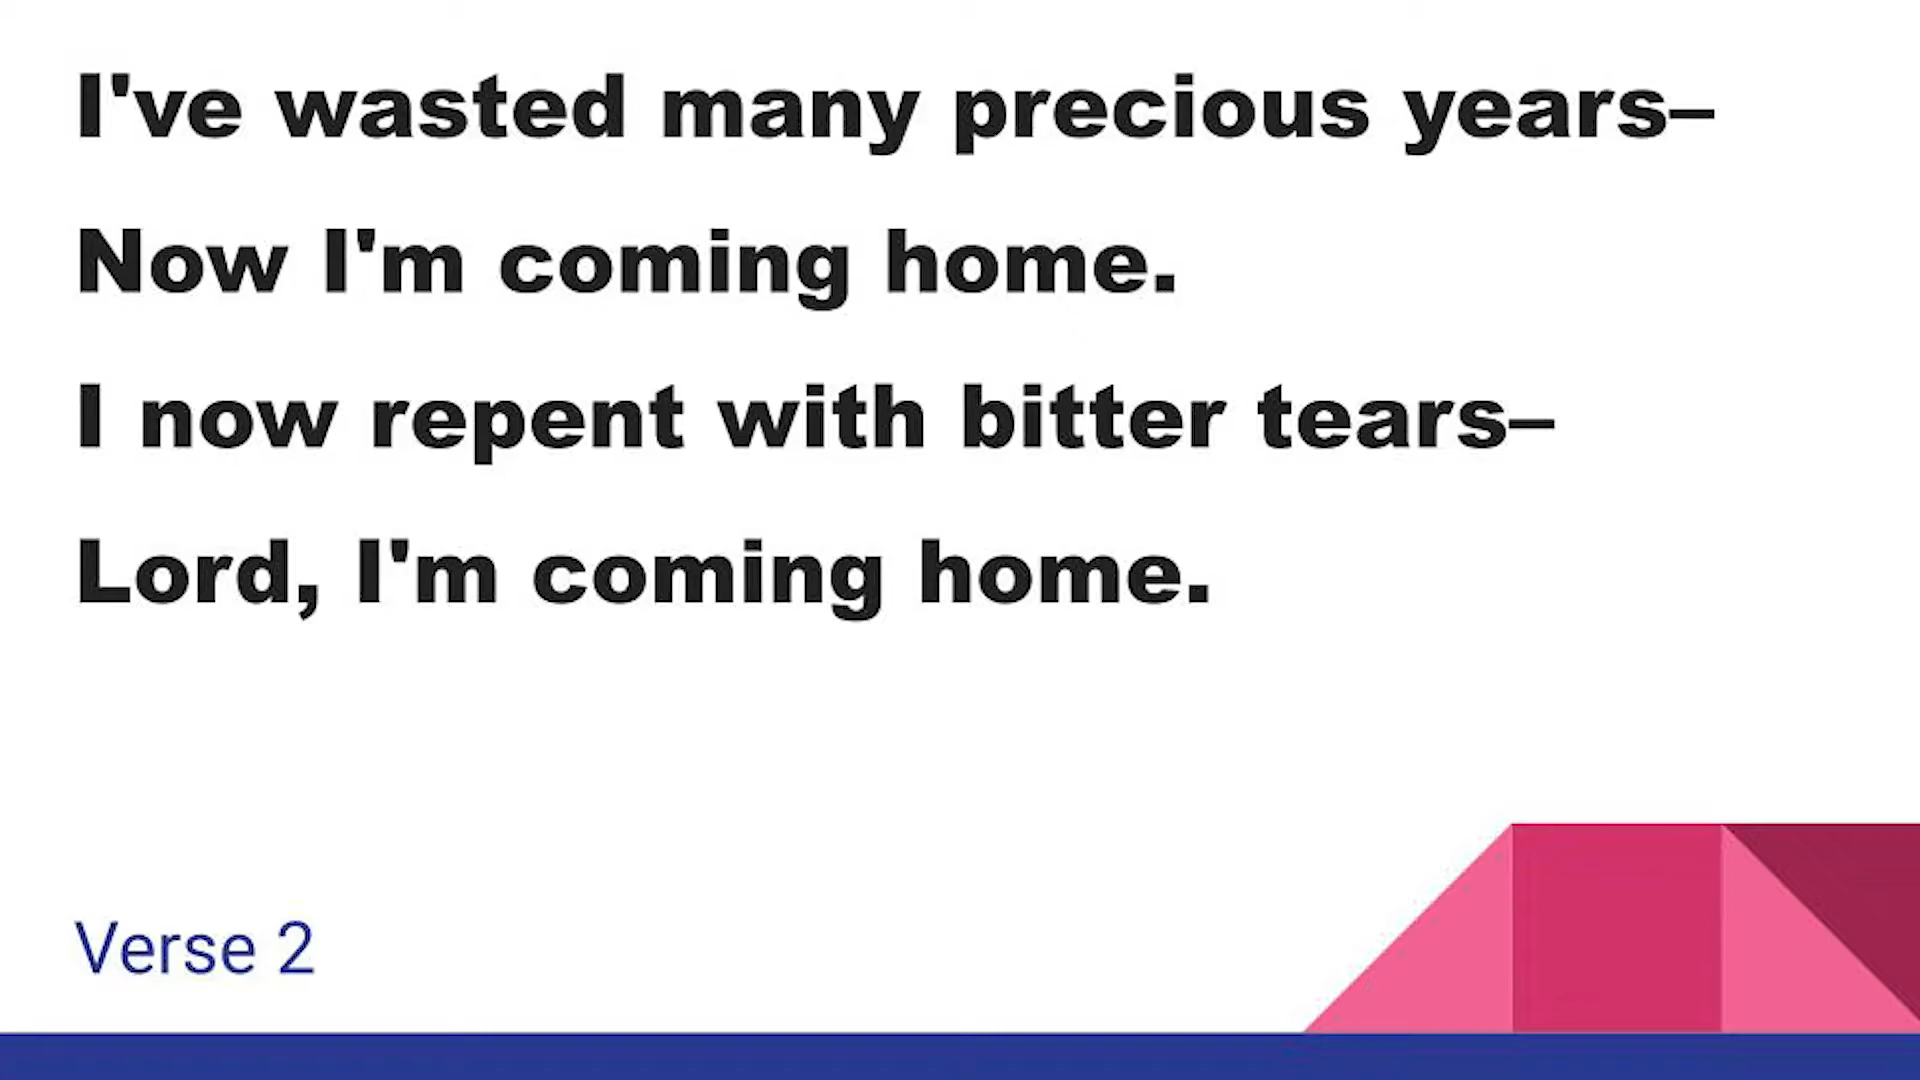 I've wasted many precious years–
Now I'm coming home.
I now repent with bitter tears–
Lord, I'm coming home.
Verse 2